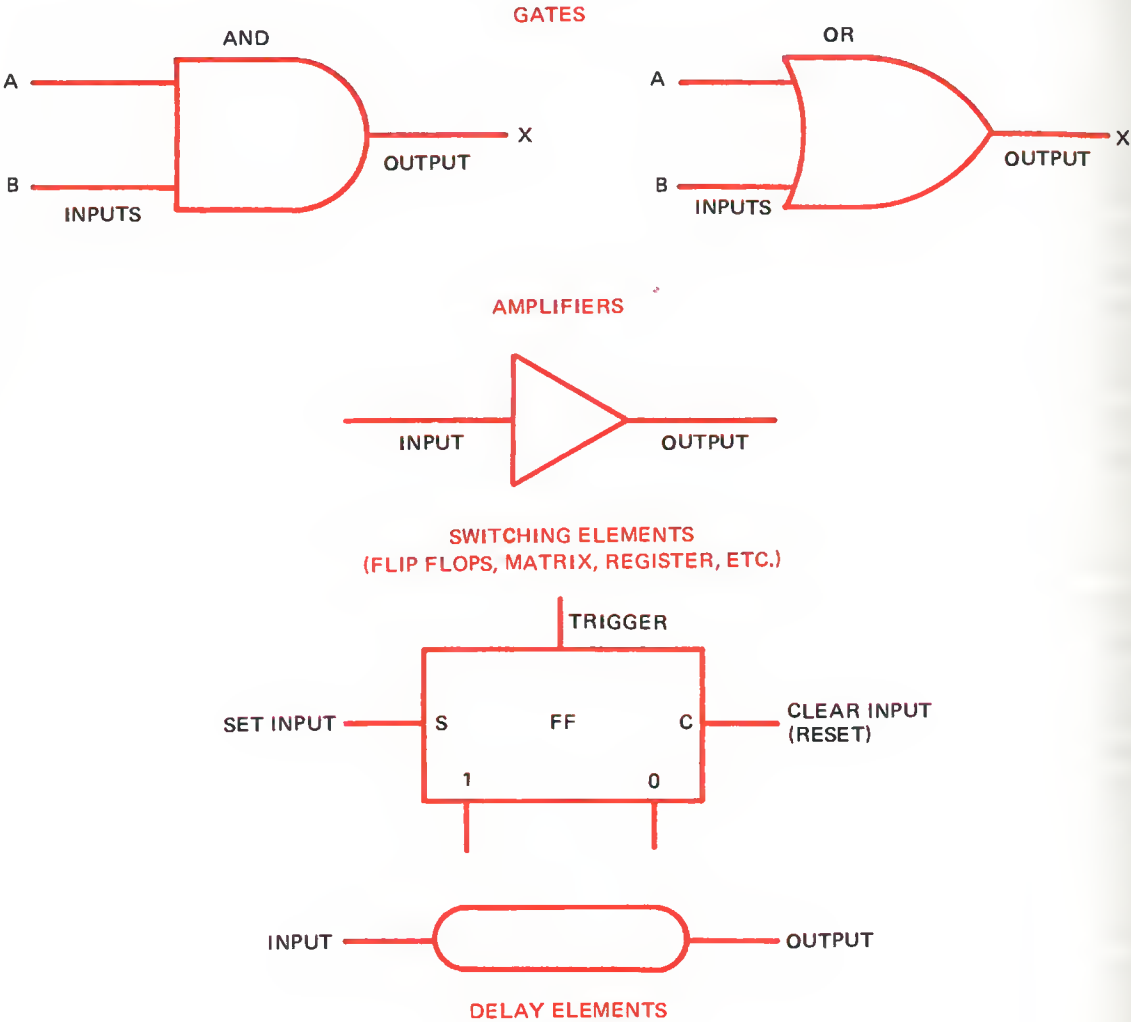 GATES
AND
OR
A
A
X
X
OUTPUT
OUTPUT
B
B
INPUTS
INPUTS
AMPLIFIERS
INPUT
OUTPUT
SWITCHING ELEMENTS
(FLIP FLOPS, MATRIX, REGISTER, ETC.)
TRIGGER
SET INPUT
S
FF
C
CLEAR INPUT
(RESET)
1
0
INPUT
OUTPUT
DELAY ELEMENTS